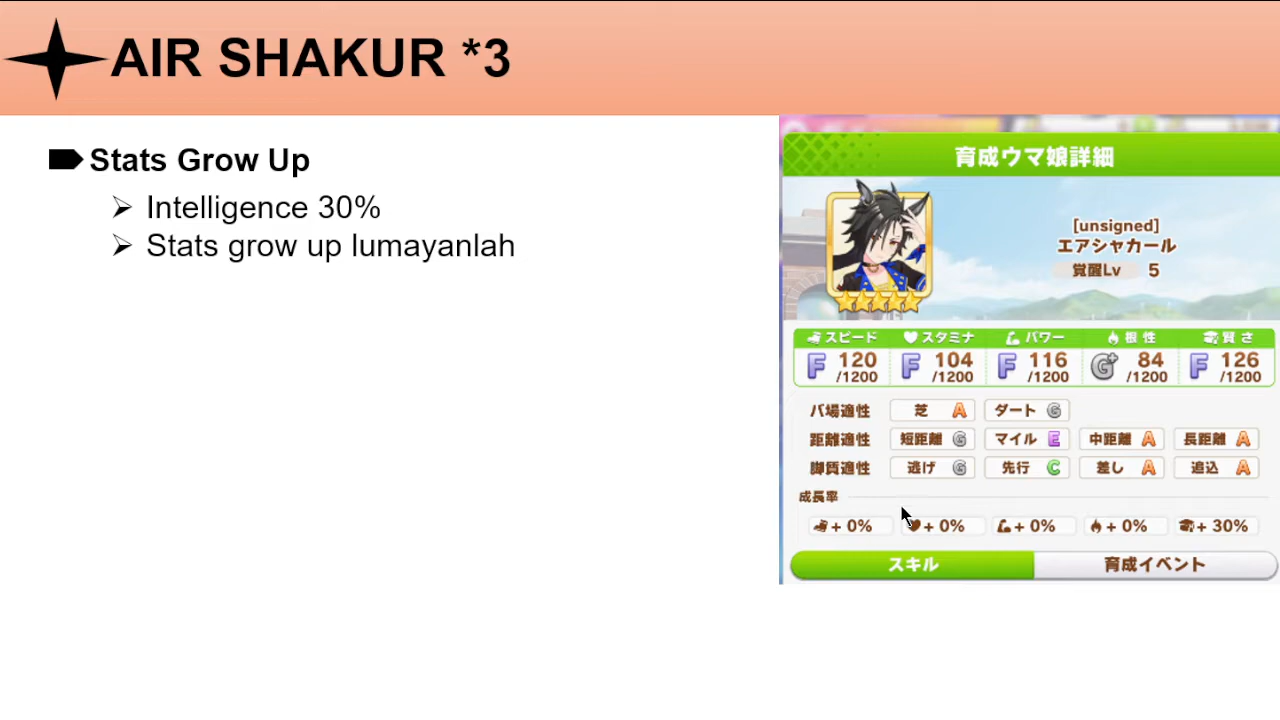 AIR SHAKUR *3
Stats Grow Up
Intelligence 30%
Stats grow up lumayanlah
育成ウマ娘詳細
[unsigned]
エアシャカール
覚醒Lv 5
スピード スタミナ パワー 根性 賢さ
F 120 /1200 F 104 /1200 F 116 /1200 G+ 84 /1200 F 126 /1200
バ場適性 芝 A ダート G
距離適性 短距離 G マイル E 中距離 A 長距離 A
脚質適性 逃げ G 先行 C 差し A 追込 A
成長率
+ 0% + 0% + 0% + 0% + 30%
スキル 育成イベント